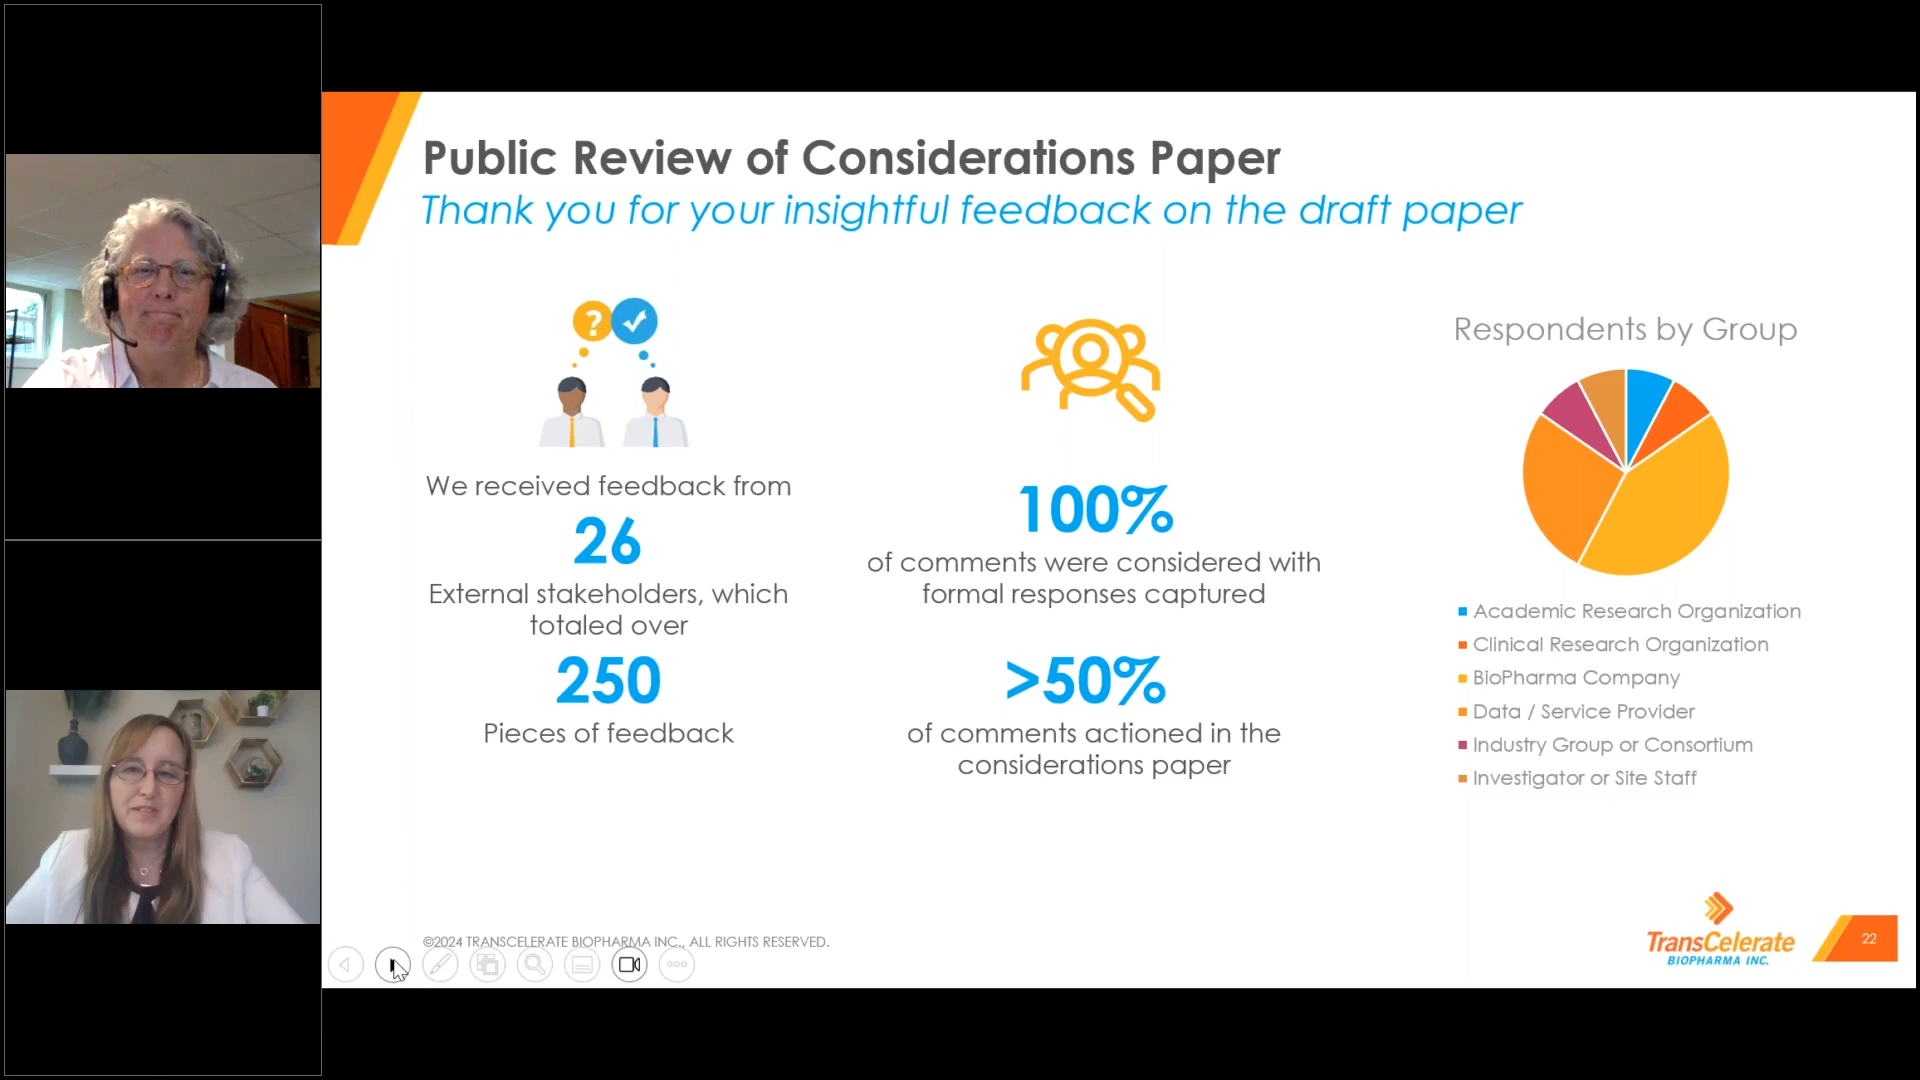 Public Review of Considerations Paper
Thank you for your insightful feedback on the draft paper
?
We received feedback from
26
External stakeholders, which
totaled over
250
Pieces of feedback
100%
of comments were considered with
formal responses captured
>50%
of comments actioned in the
considerations paper
Respondents by Group
Academic Research Organization
Clinical Research Organization
BioPharma Company
Data / Service Provider
Industry Group or Consortium
Investigator or Site Staff
©2024 TRANSCELERATE BIOPHARMA INC., ALL RIGHTS RESERVED.
TransCelerate
BIOPHARMA INC.
22